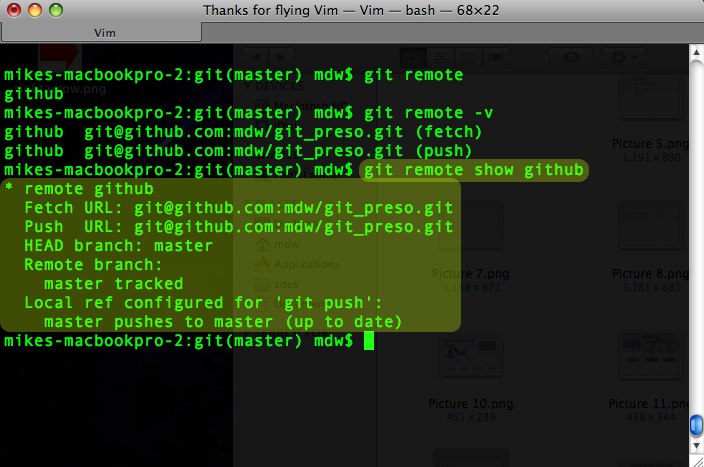 Thanks for flying Vim — Vim — bash — 68×22
Vim
mikes-macbookpro-2:git(master) mdw$ git remote
github
mikes-macbookpro-2:git(master) mdw$ git remote -v
github  git@github.com:mdw/git_preso.git (fetch)
github  git@github.com:mdw/git_preso.git (push)
mikes-macbookpro-2:git(master) mdw$ git remote show github
* remote github
  Fetch URL: git@github.com:mdw/git_preso.git
  Push  URL: git@github.com:mdw/git_preso.git
  HEAD branch: master
  Remote branch:
    master tracked
  Local ref configured for 'git push':
    master pushes to master (up to date)
mikes-macbookpro-2:git(master) mdw$
DEVICES
mdw
Applications
sites
Picture 5.png
1,191×890
Picture 7.png
Picture 8.png
1,181×881
Picture 10.png
461×289
Picture 11.png
458×344